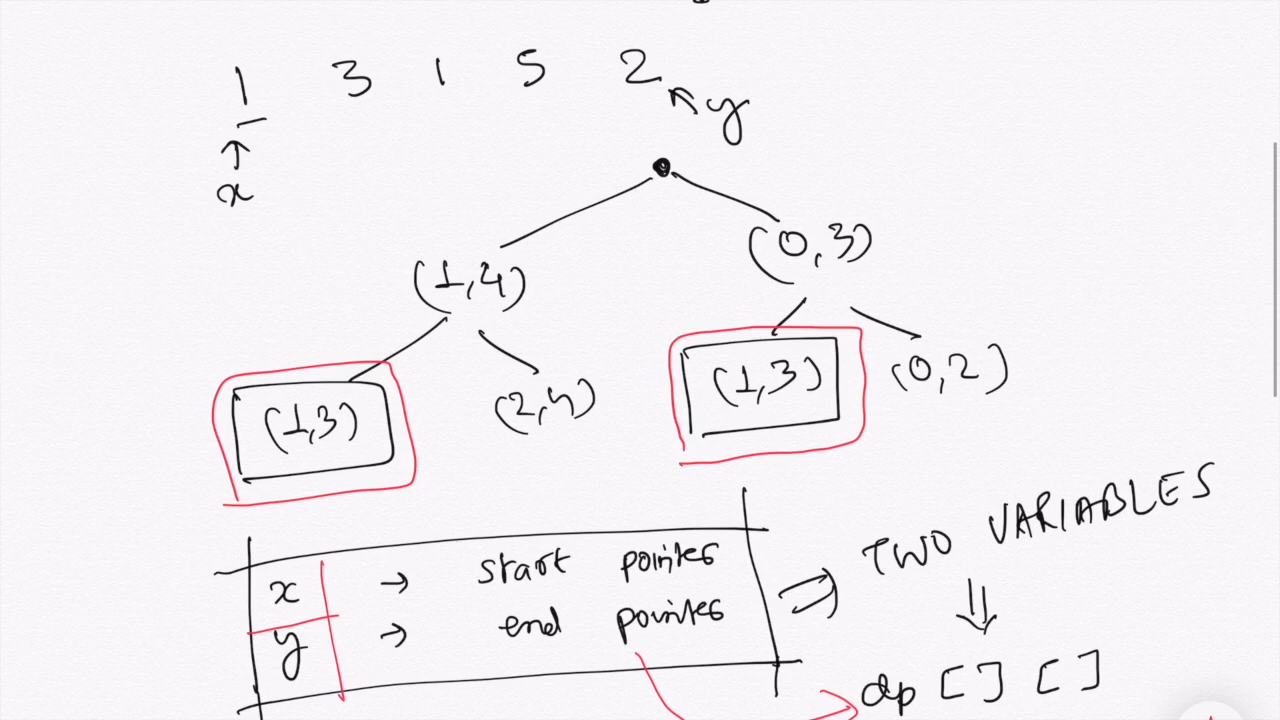 1 3 1 5 2
y
x
(0,3)
(1,4)
(1,3) (0,2)
(1,3) (2,4)
x → start pointer
y → end pointer
⇒ TWO VARIABLES
⇓
dp [ ] [ ]